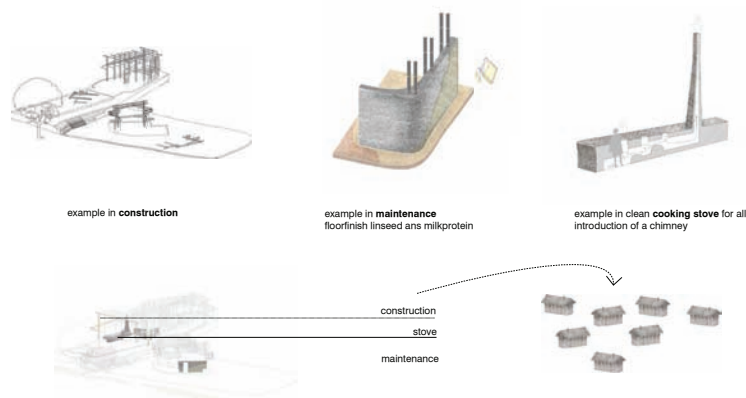 example in construction
example in maintenance
floorfinish linseed ans milkprotein
example in clean cooking stove for all
introduction of a chimney
construction
stove
maintenance